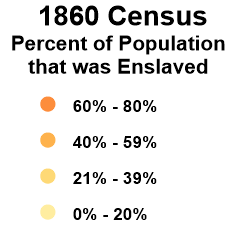 1860 Census
Percent of Population
that was Enslaved
60% - 80%
40% - 59%
21% - 39%
0% - 20%